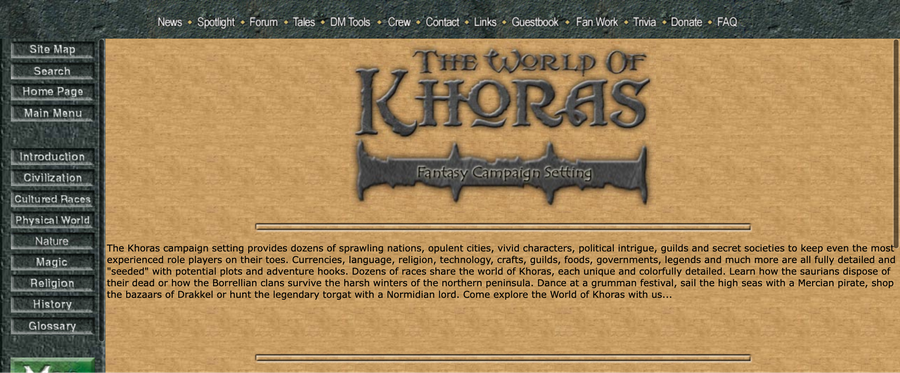 News • Spotlight • Forum • Tales • DM Tools • Crew • Contact • Links • Guestbook • Fan Work • Trivia • Donate • FAQ
Site Map
Search
Home Page
Main Menu
Introduction
Civilization
Cultured Races
Physical World
Nature
Magic
Religion
History
Glossary
The World Of
Khoras
Fantasy Campaign Setting
The Khoras campaign setting provides dozens of sprawling nations, opulent cities, vivid characters, political intrigue, guilds and secret societies to keep even the most
experienced role players on their toes. Currencies, language, religion, technology, crafts, guilds, foods, governments, legends and much more are all fully detailed and
"seeded" with potential plots and adventure hooks. Dozens of races share the world of Khoras, each unique and colorfully detailed. Learn how the saurians dispose of
their dead or how the Borrellian clans survive the harsh winters of the northern peninsula. Dance at a grumman festival, sail the high seas with a Mercian pirate, shop
the bazaars of Drakkel or hunt the legendary torgat with a Normidian lord. Come explore the World of Khoras with us...